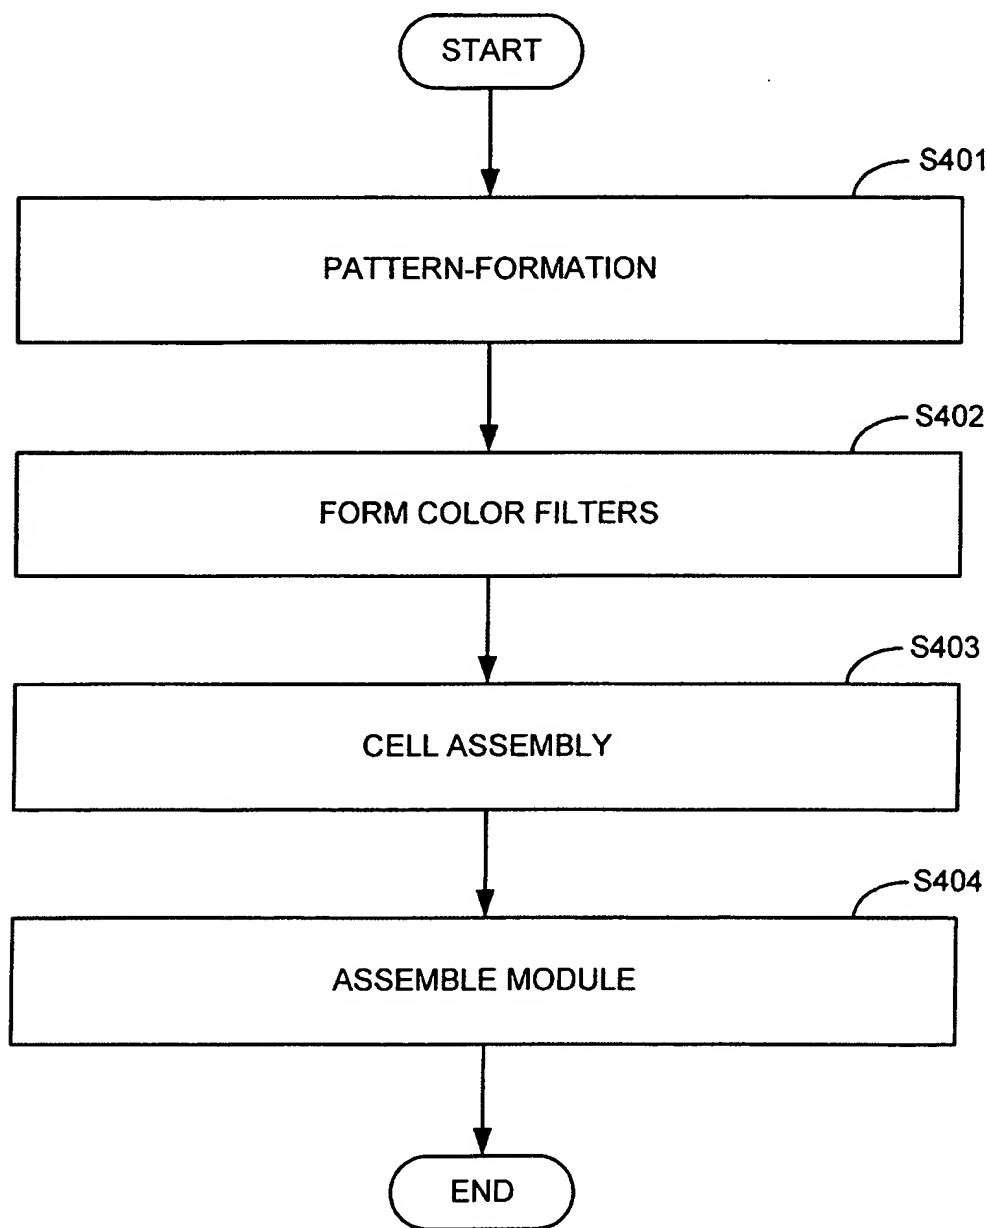 START
S401
PATTERN-FORMATION
S402
FORM COLOR FILTERS
S403
CELL ASSEMBLY
S404
ASSEMBLE MODULE
END